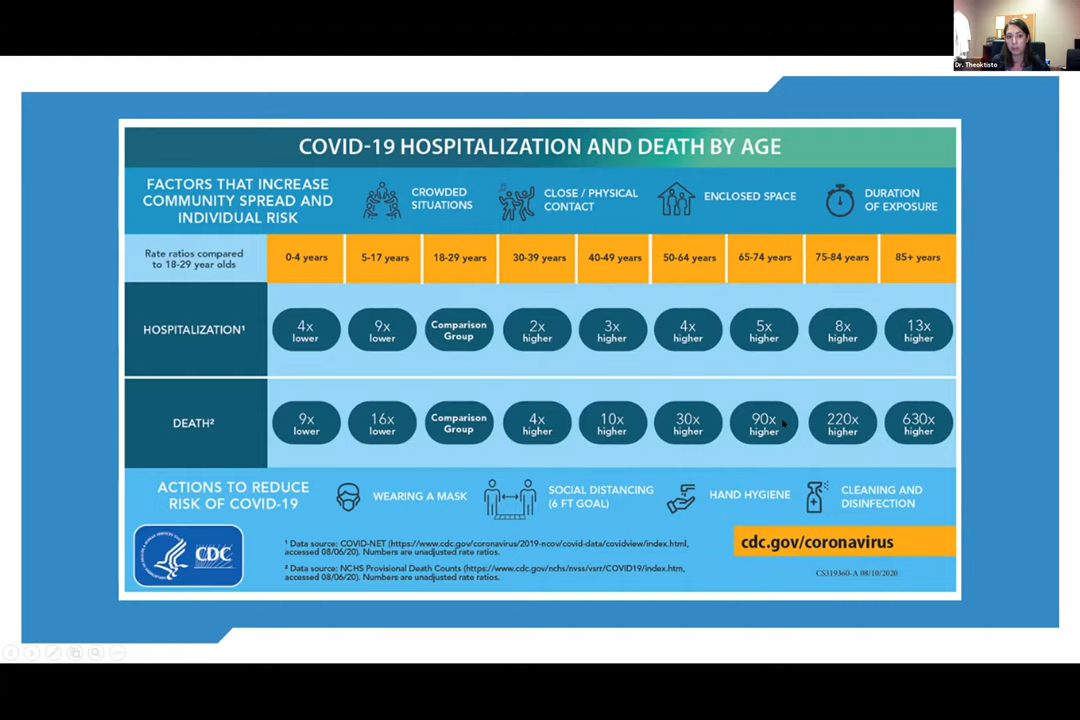 Dr. Theoktisto
COVID-19 HOSPITALIZATION AND DEATH BY AGE
FACTORS THAT INCREASE
COMMUNITY SPREAD AND
INDIVIDUAL RISK
CROWDED
SITUATIONS
CLOSE / PHYSICAL
CONTACT
ENCLOSED SPACE
DURATION
OF EXPOSURE
Rate ratios compared
to 18-29 year olds
0-4 years
5-17 years
18-29 years
30-39 years
40-49 years
50-64 years
65-74 years
75-84 years
85+ years
HOSPITALIZATION¹
4x
lower
9x
lower
Comparison
Group
2x
higher
3x
higher
4x
higher
5x
higher
8x
higher
13x
higher
DEATH²
9x
lower
16x
lower
Comparison
Group
4x
higher
10x
higher
30x
higher
90x
higher
220x
higher
630x
higher
ACTIONS TO REDUCE
RISK OF COVID-19
WEARING A MASK
SOCIAL DISTANCING
(6 FT GOAL)
HAND HYGIENE
CLEANING AND
DISINFECTION
CDC
¹ Data source: COVID-NET (https://www.cdc.gov/coronavirus/2019-ncov/covid-data/covidview/index.html,
accessed 08/06/20). Numbers are unadjusted rate ratios.
² Data source: NCHS Provisional Death Counts (https://www.cdc.gov/nchs/nvss/vsrr/COVID19/index.htm,
accessed 08/06/20). Numbers are unadjusted rate ratios.
cdc.gov/coronavirus
CS319360-A 08/10/2020